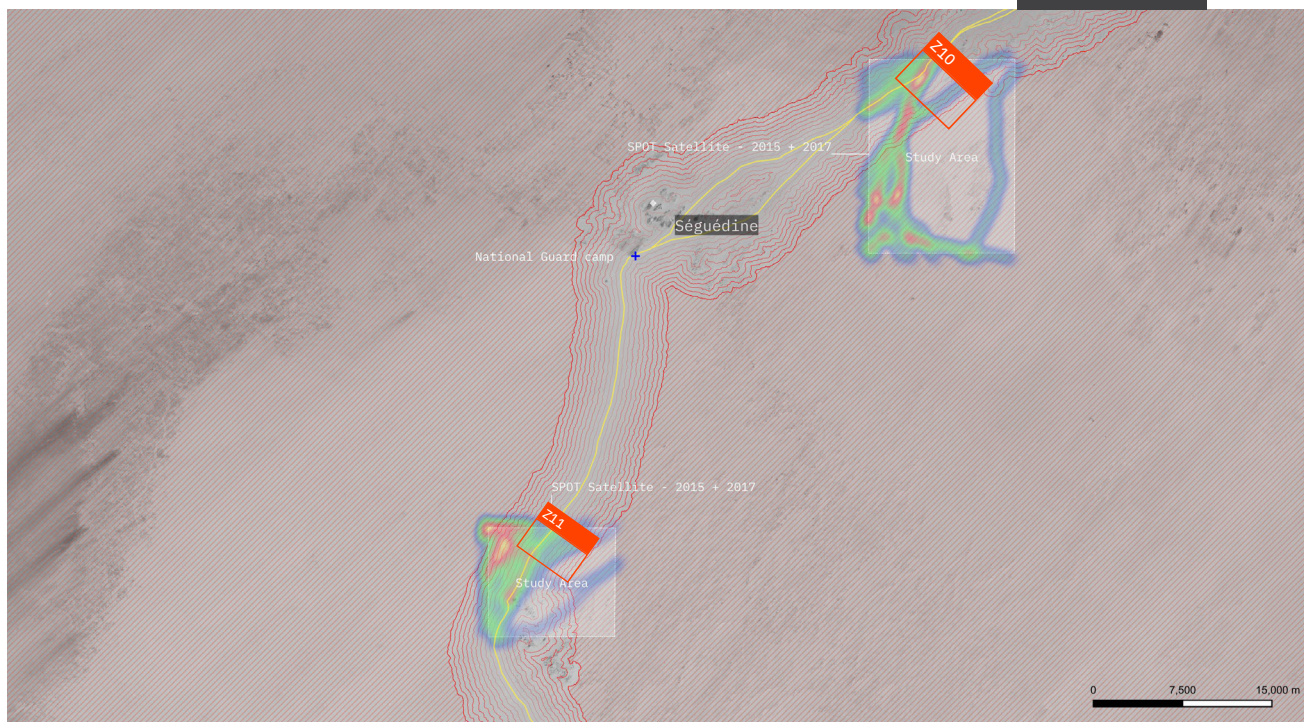 Z10
SPOT Satellite - 2015 + 2017
Study Area
Séguédine
National Guard camp
SPOT Satellite - 2015 + 2017
Z11
Study Area
0 7,500 15,000 m